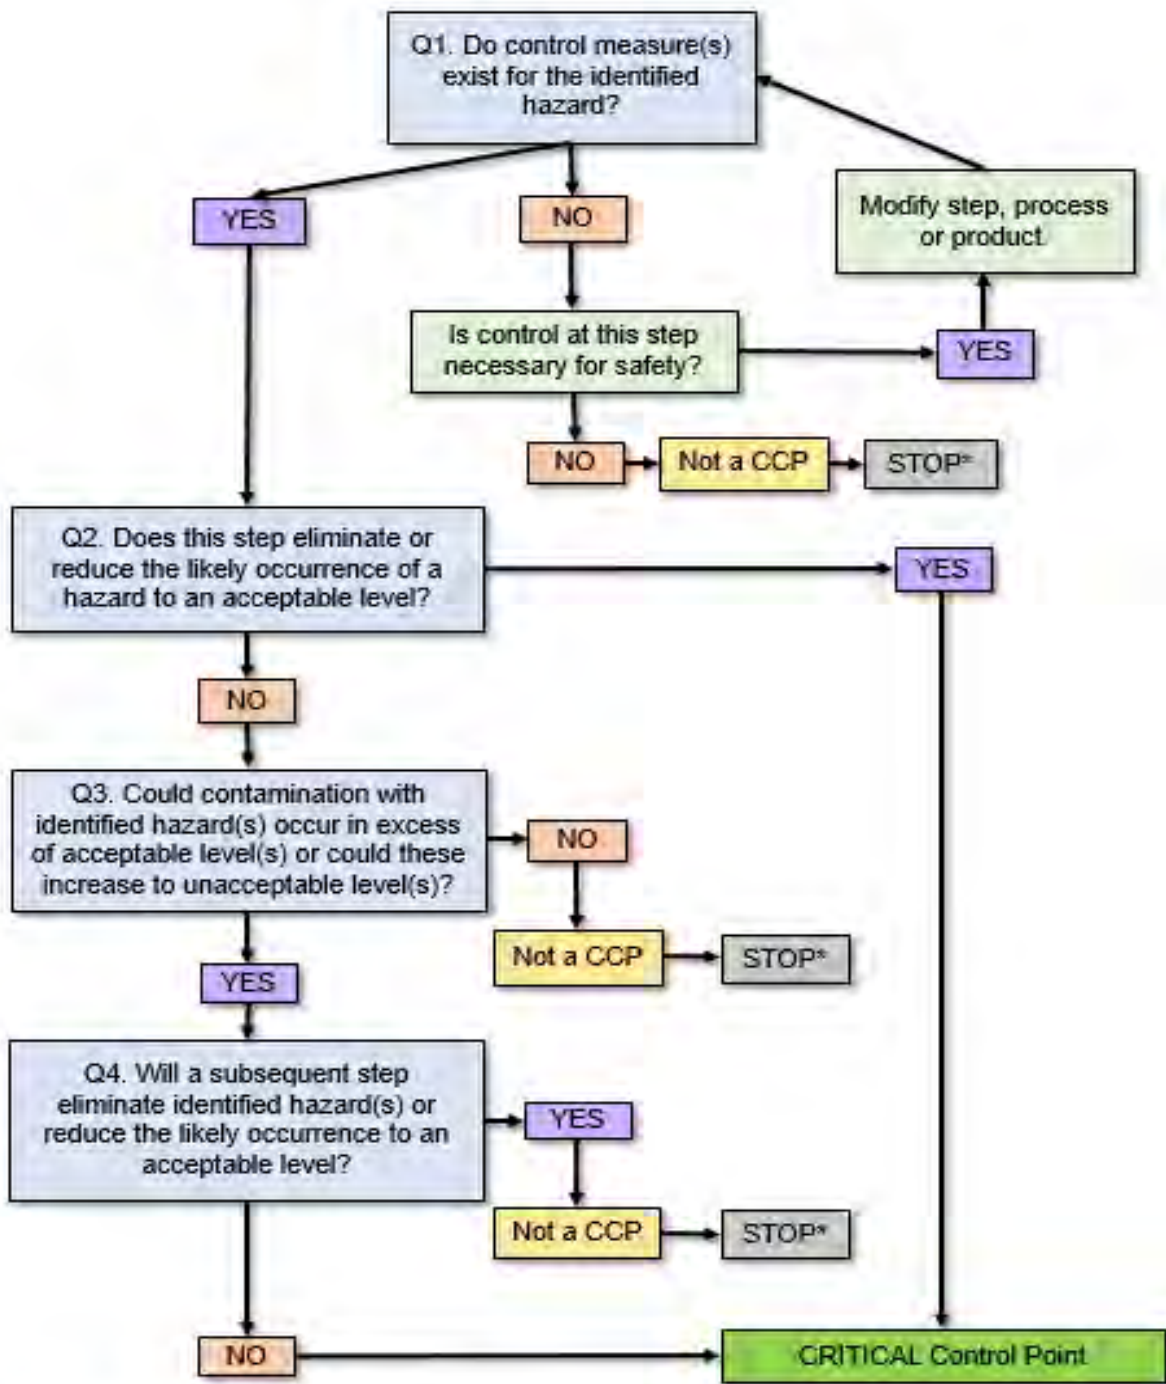 Q1. Do control measure(s)
exist for the identified
hazard?
YES
NO
Modify step, process
or product.
Is control at this step
necessary for safety?
YES
NO
Not a CCP
STOP*
Q2. Does this step eliminate or
reduce the likely occurrence of a
hazard to an acceptable level?
YES
NO
Q3. Could contamination with
identified hazard(s) occur in excess
of acceptable level(s) or could these
increase to unacceptable level(s)?
NO
Not a CCP
STOP*
YES
Q4. Will a subsequent step
eliminate identified hazard(s) or
reduce the likely occurrence to an
acceptable level?
YES
Not a CCP
STOP*
NO
CRITICAL Control Point